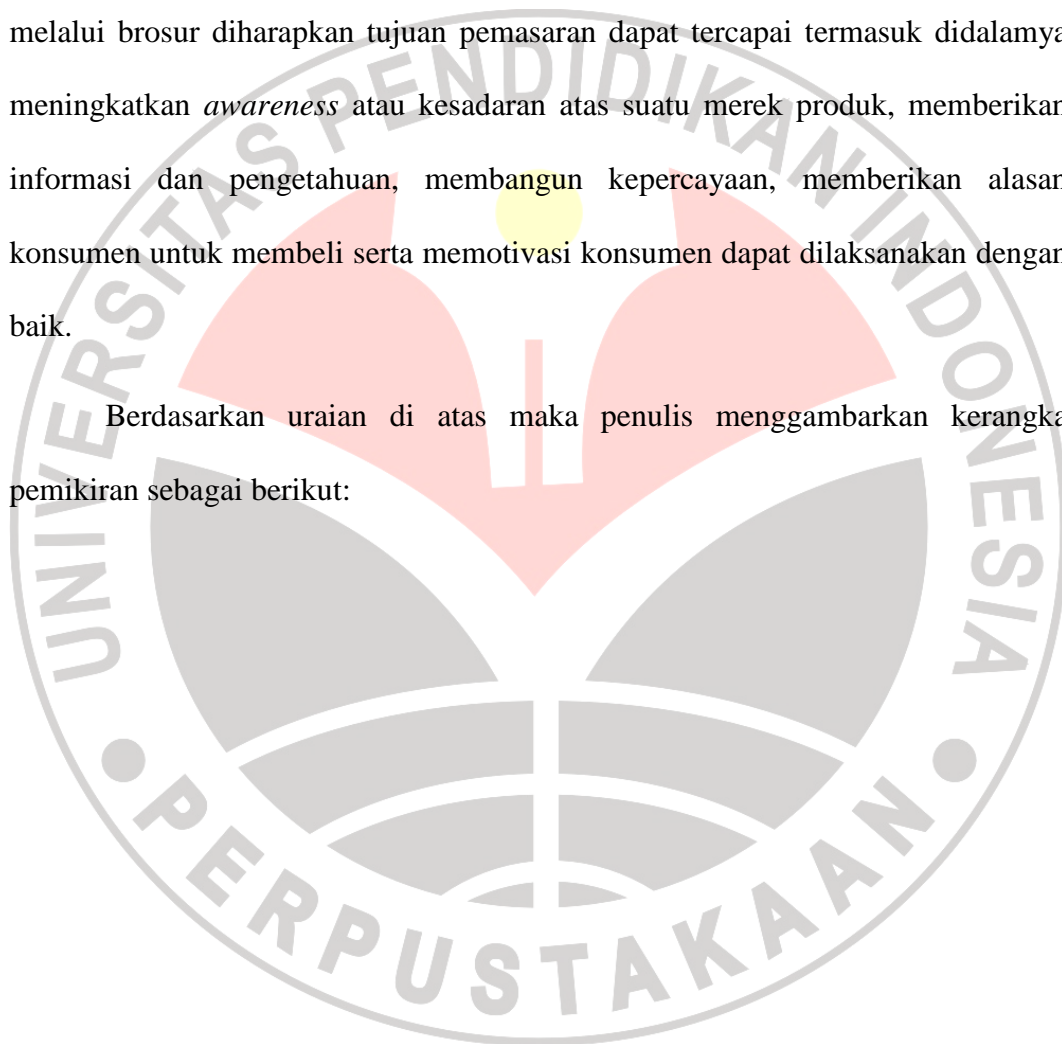 melalui brosur diharapkan tujuan pemasaran dapat tercapai termasuk didalamya
meningkatkan awareness atau kesadaran atas suatu merek produk, memberikan
informasi dan pengetahuan, membangun kepercayaan, memberikan alasan
konsumen untuk membeli serta memotivasi konsumen dapat dilaksanakan dengan
baik.
Berdasarkan uraian di atas maka penulis menggambarkan kerangka
pemikiran sebagai berikut:
UNIVERSITAS PENDIDIKAN INDONESIA
PERPUSTAKAAN